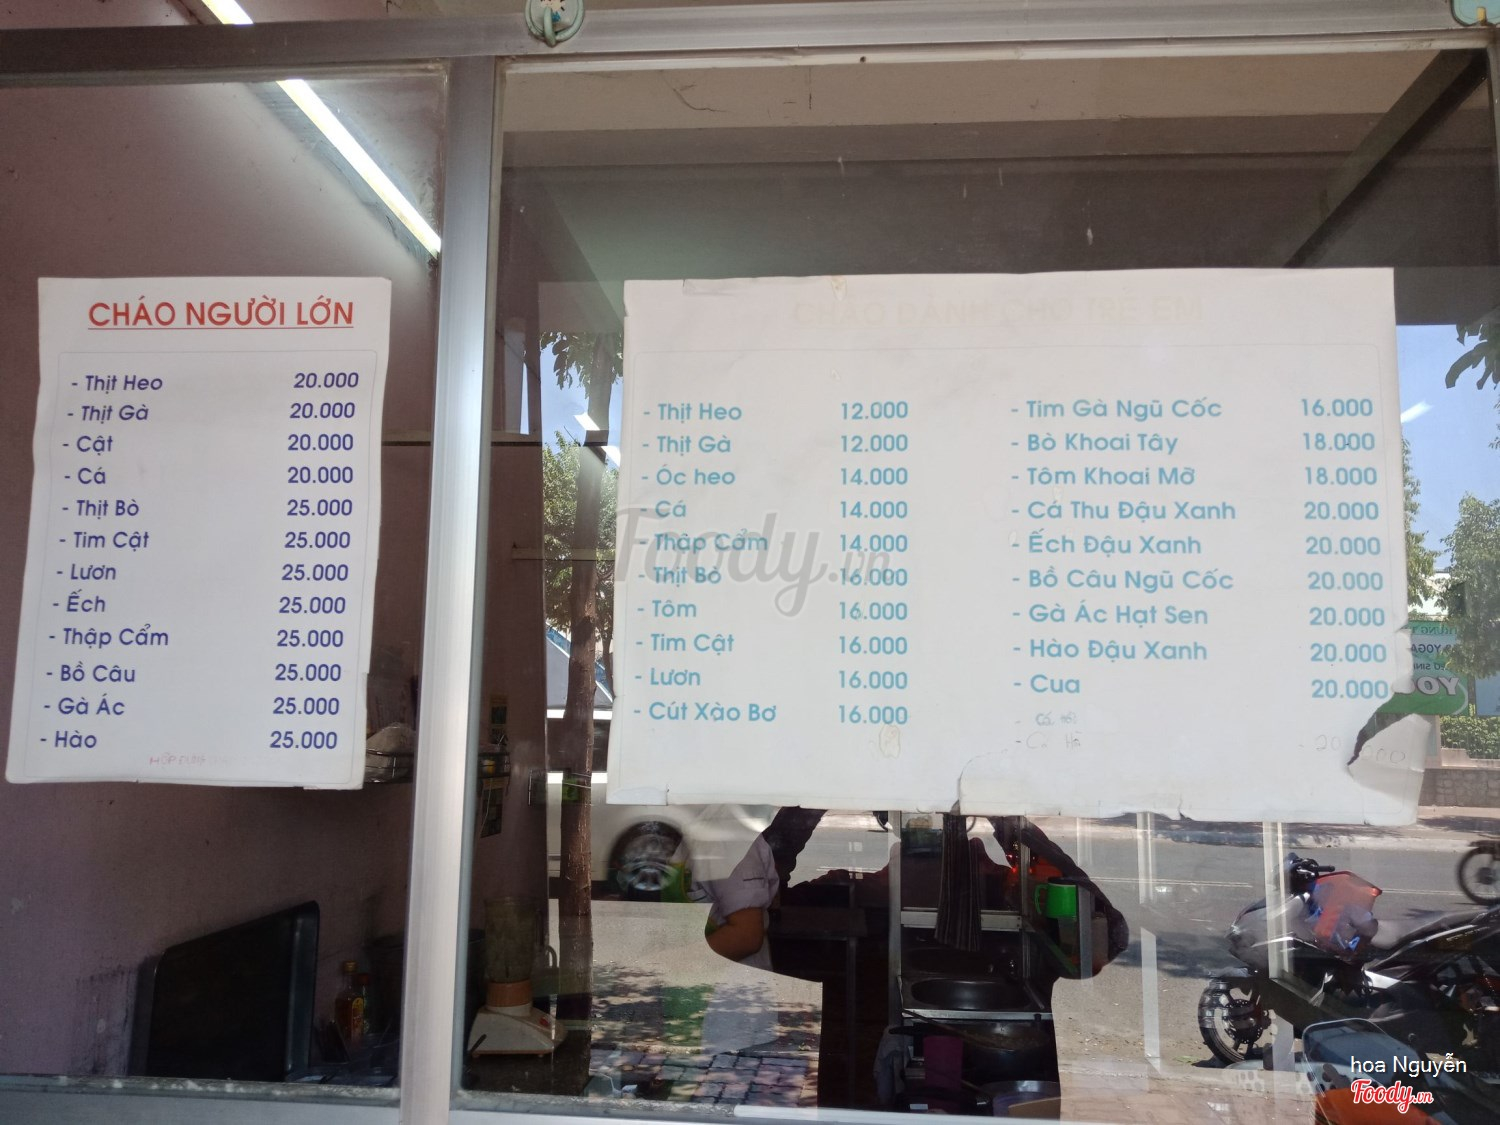 CHÁO NGƯỜI LỚN
- Thịt Heo 20.000
- Thịt Gà 20.000
- Cật 20.000
- Cá 20.000
- Thịt Bò 25.000
- Tim Cật 25.000
- Lươn 25.000
- Ếch 25.000
- Thập Cẩm 25.000
- Bồ Câu 25.000
- Gà Ác 25.000
- Hào 25.000
CHÁO DÀNH CHO TRẺ EM
- Thịt Heo 12.000
- Thịt Gà 12.000
- Óc heo 14.000
- Cá 14.000
- Thập Cẩm 14.000
- Thịt Bò 16.000
- Tôm 16.000
- Tim Cật 16.000
- Lươn 16.000
- Cút Xào Bơ 16.000
- Tim Gà Ngũ Cốc 16.000
- Bò Khoai Tây 18.000
- Tôm Khoai Mỡ 18.000
- Cá Thu Đậu Xanh 20.000
- Ếch Đậu Xanh 20.000
- Bồ Câu Ngũ Cốc 20.000
- Gà Ác Hạt Sen 20.000
- Hào Đậu Xanh 20.000
- Cua 20.000
Foody.vn
hoa Nguyễn
Foody.vn